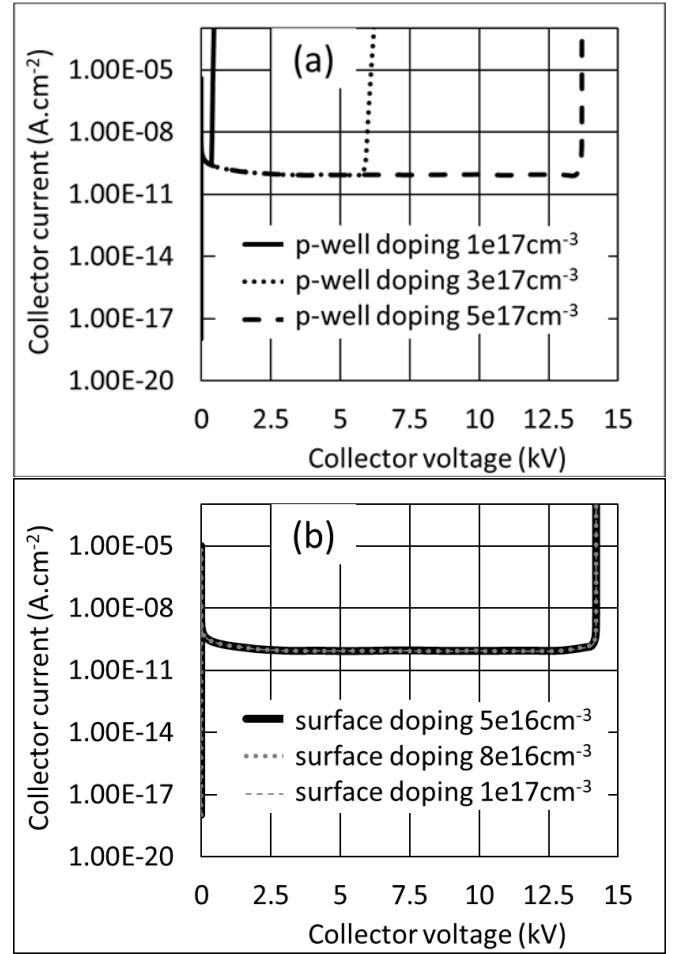 (a)
Collector current (A.cm-2)
1.00E-05
1.00E-08
1.00E-11
1.00E-14
1.00E-17
1.00E-20
p-well doping 1e17cm-3
p-well doping 3e17cm-3
p-well doping 5e17cm-3
0 2.5 5 7.5 10 12.5 15
Collector voltage (kV)
(b)
Collector current (A.cm-2)
1.00E-05
1.00E-08
1.00E-11
1.00E-14
1.00E-17
1.00E-20
surface doping 5e16cm-3
surface doping 8e16cm-3
surface doping 1e17cm-3
0 2.5 5 7.5 10 12.5 15
Collector voltage (kV)